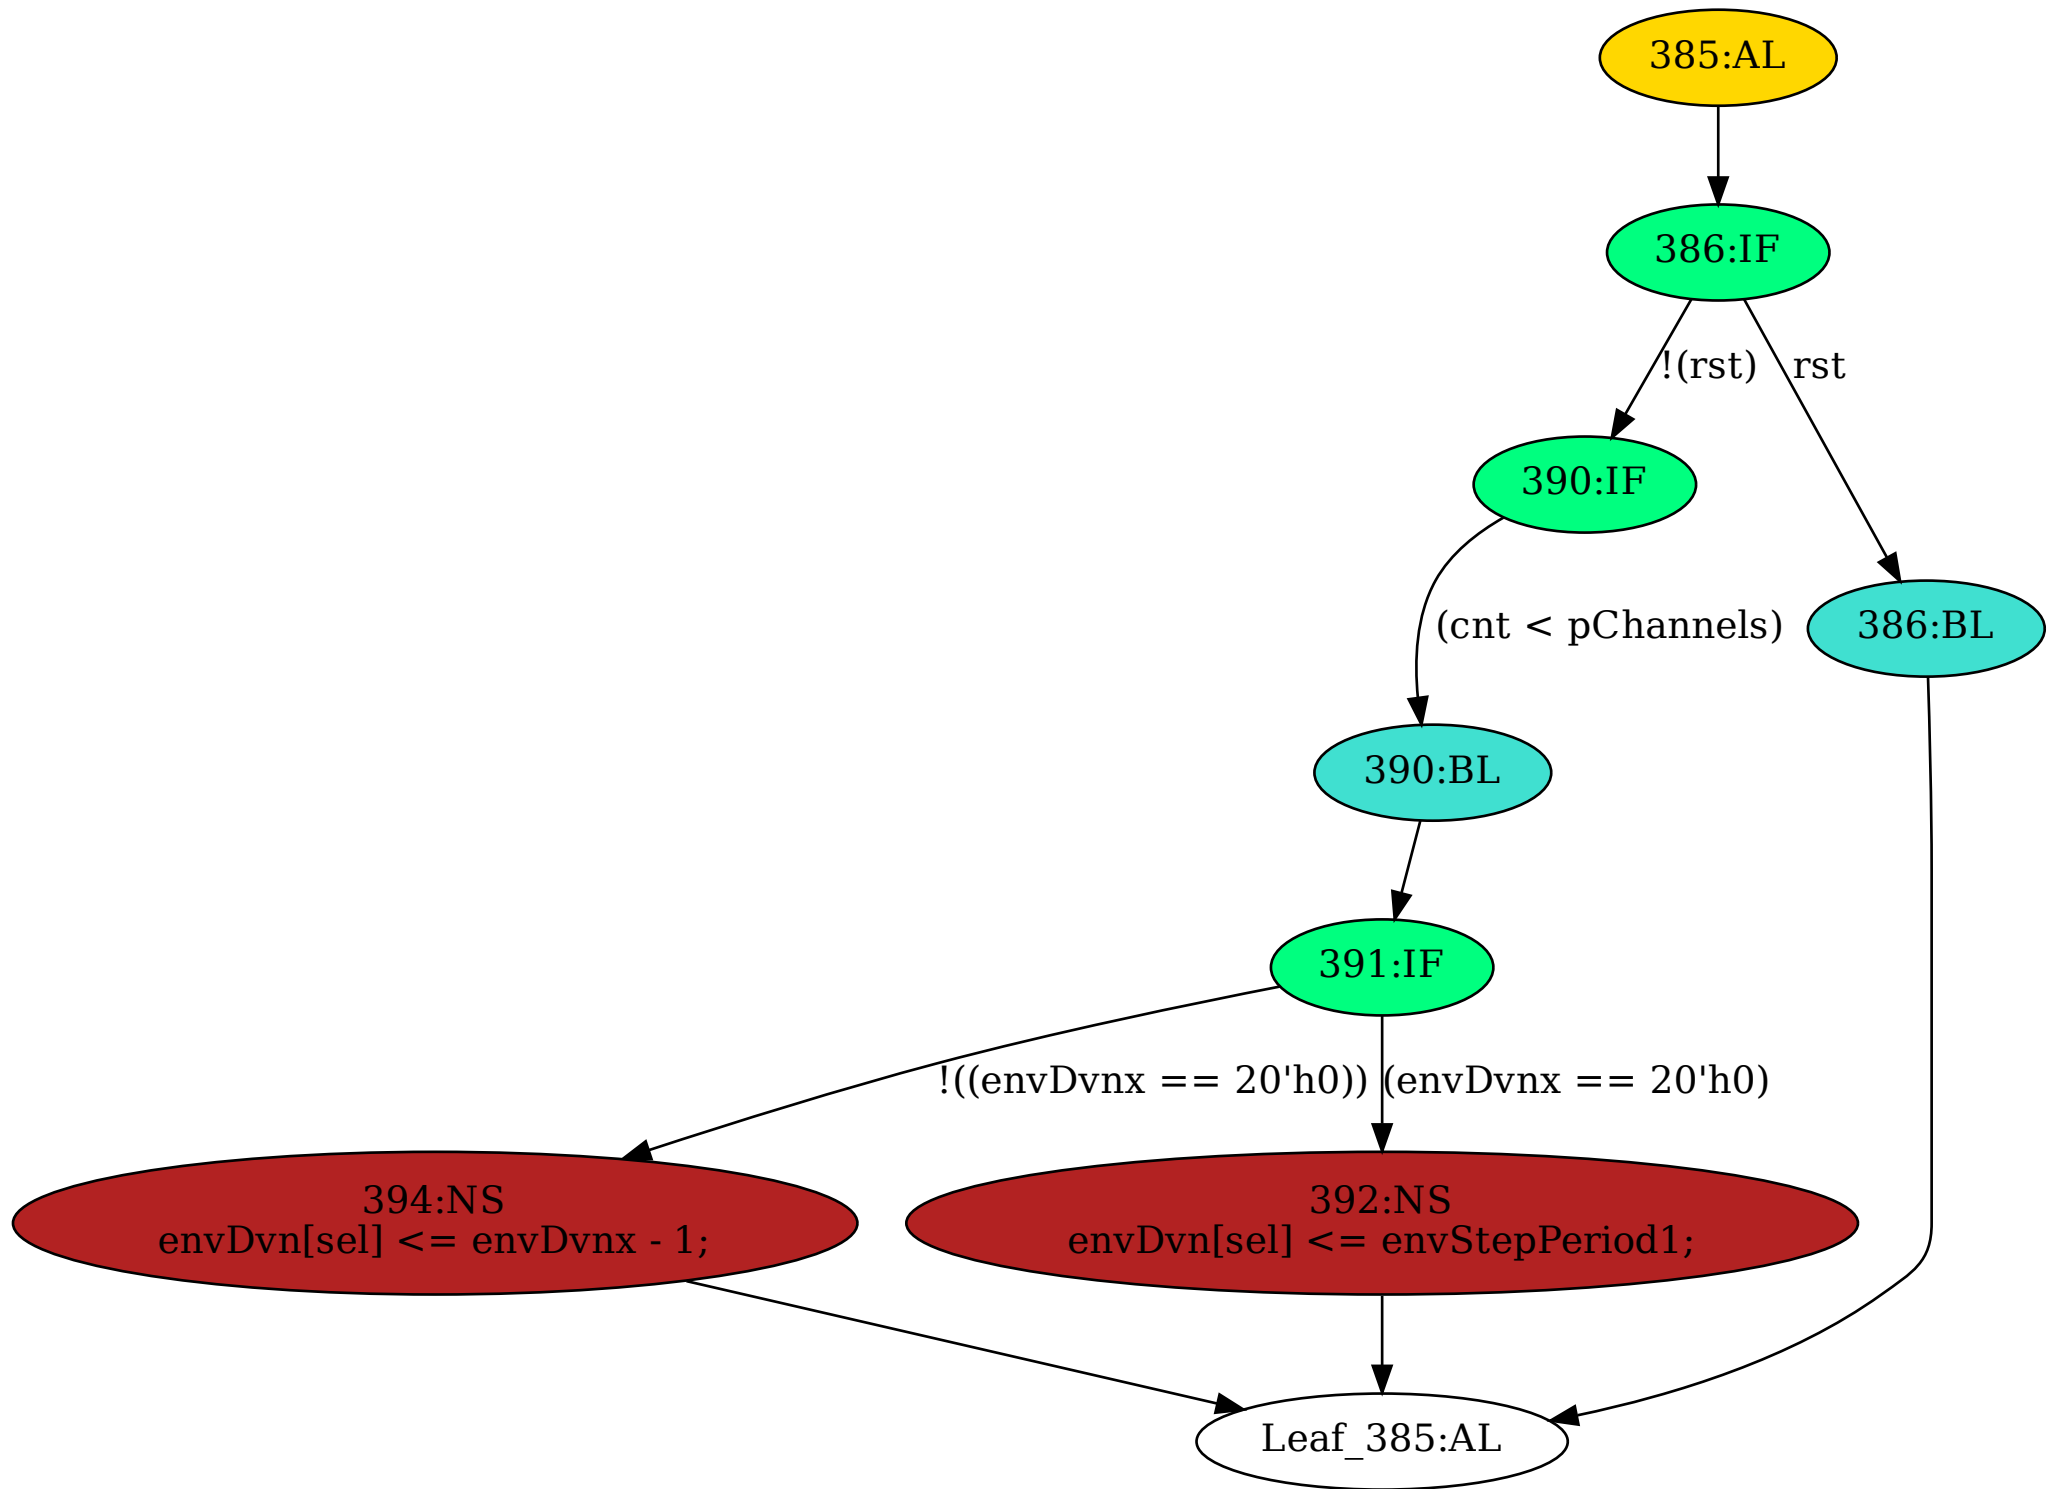 385:AL
386:IF
!(rst)
rst
390:IF
(cnt < pChannels)
386:BL
390:BL
391:IF
!((envDvnx == 20'h0))
(envDvnx == 20'h0)
394:NS
envDvn[sel] <= envDvnx - 1;
392:NS
envDvn[sel] <= envStepPeriod1;
Leaf_385:AL